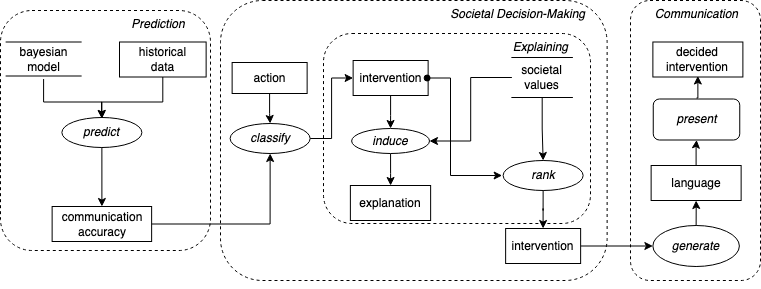 Prediction
bayesian
model
historical
data
predict
communication
accuracy
Societal Decision-Making
action
classify
Explaining
intervention
societal
values
induce
rank
explanation
intervention
Communication
decided
intervention
present
language
generate